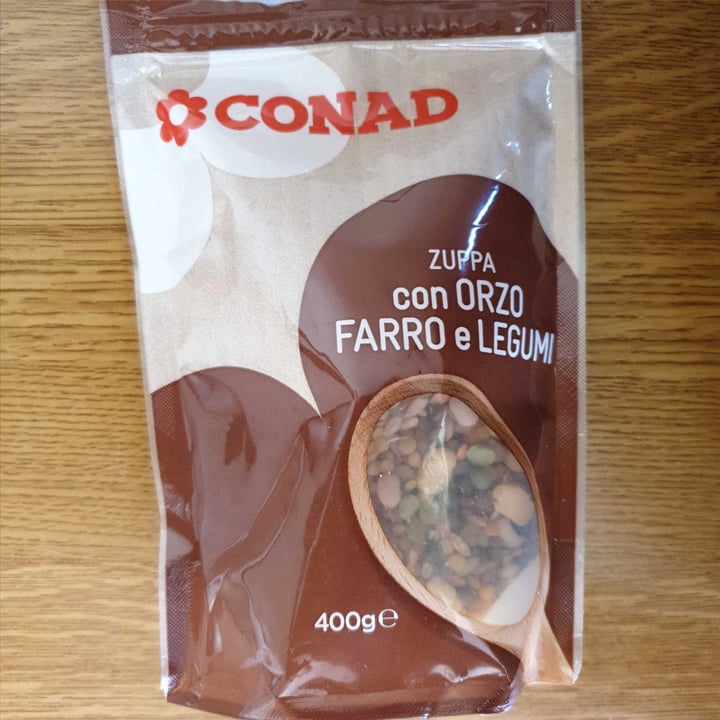 CONAD
ZUPPA
con ORZO
FARRO e LEGUMI
400g℮